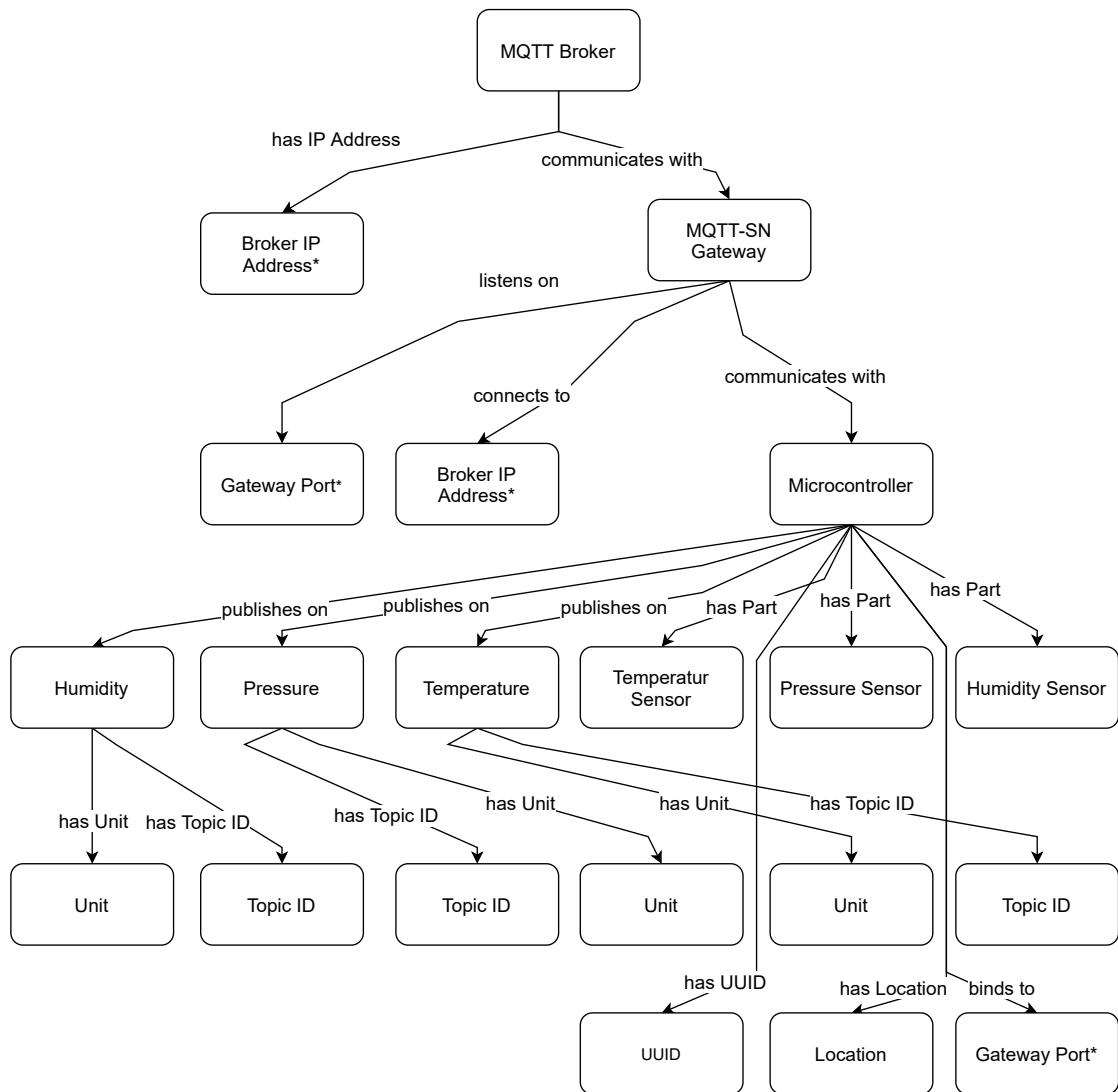 MQTT Broker
has IP Address
communicates with
Broker IP
Address*
MQTT-SN
Gateway
listens on
connects to
communicates with
Gateway Port*
Broker IP
Address*
Microcontroller
publishes on
publishes on
publishes on
has Part
has Part
has Part
Humidity
Pressure
Temperature
Temperatur
Sensor
Pressure Sensor
Humidity Sensor
has Unit
has Topic ID
has Topic ID
has Unit
has Unit
has Topic ID
Unit
Topic ID
Topic ID
Unit
Unit
Topic ID
has UUID
has Location
binds to
UUID
Location
Gateway Port*